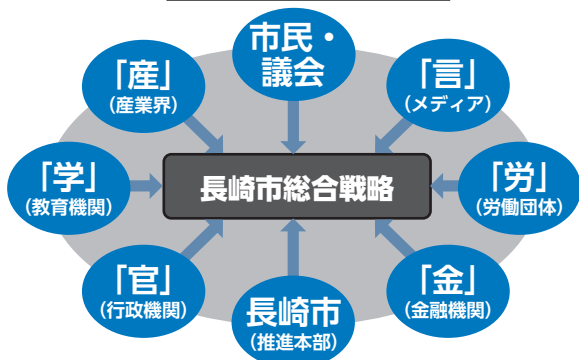 市民・
議会
「産」
(産業界)
「言」
(メディア)
「学」
(教育機関)
長崎市総合戦略
「労」
(労働団体)
「官」
(行政機関)
長崎市
(推進本部)
「金」
(金融機関)